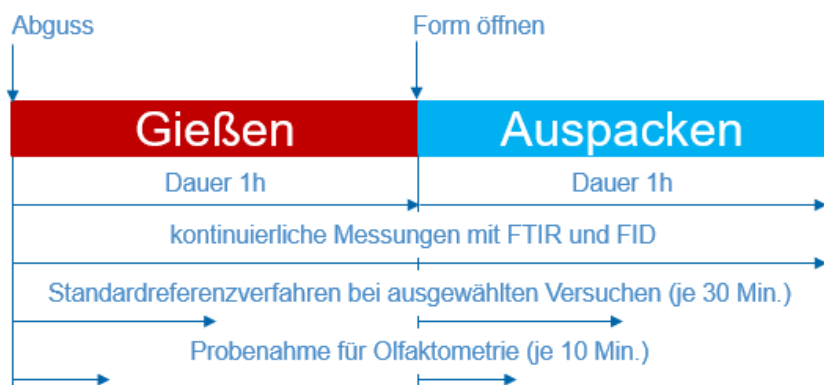 Abguss
Form öffnen
Gießen
Auspacken
Dauer 1h
Dauer 1h
kontinuierliche Messungen mit FTIR und FID
Standardreferenzverfahren bei ausgewählten Versuchen (je 30 Min.)
Probenahme für Olfaktometrie (je 10 Min.)